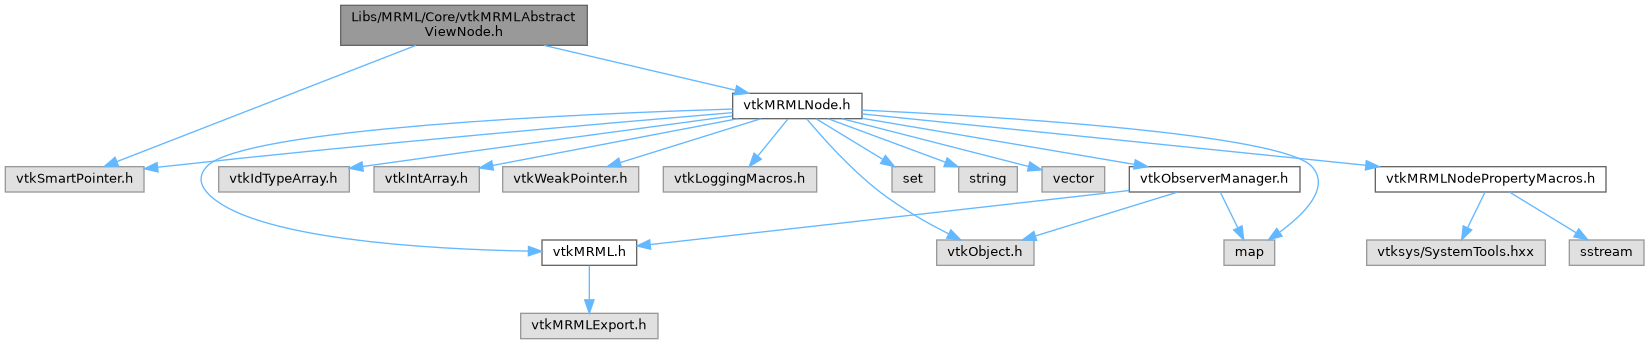 Libs/MRML/Core/vtkMRMLAbstract
ViewNode.h
vtkMRMLNode.h
vtkSmartPointer.h
vtkIdTypeArray.h
vtkIntArray.h
vtkWeakPointer.h
vtkLoggingMacros.h
set
string
vector
vtkObserverManager.h
vtkMRMLNodePropertyMacros.h
vtkMRML.h
vtkObject.h
map
vtksys/SystemTools.hxx
sstream
vtkMRMLExport.h